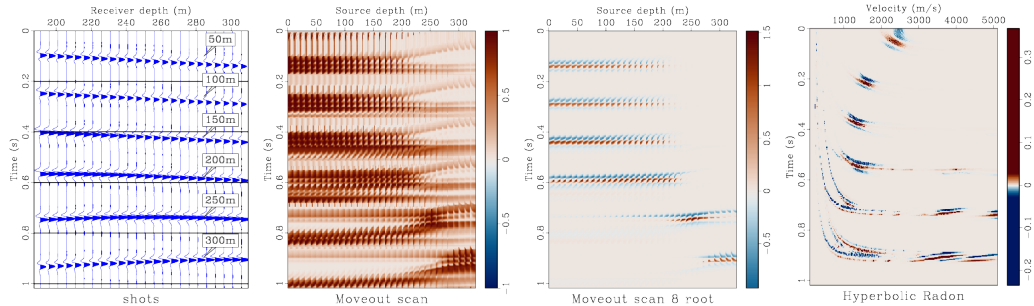 Receiver depth (m)
200 220 240 260 280 300
Time (s)
0
0.2
0.4
0.6
0.8
1
50m
100m
150m
200m
250m
300m
shots
Source depth (m)
0 50 100 150 200 250 300
Time (s)
0
0.2
0.4
0.6
0.8
1
1
0.5
0
-0.5
-1
Moveout scan
Source depth (m)
0 50 100 150 200 250 300
Time (s)
0
0.2
0.4
0.6
0.8
1
1.5
1
0.5
0
-0.5
Moveout scan & root
Velocity (m/s)
1000 2000 3000 4000 5000
Time (s)
0
0.2
0.4
0.6
0.8
1
0.3
0.2
0.1
0
-0.1
-0.2
Hyperbolic Radon